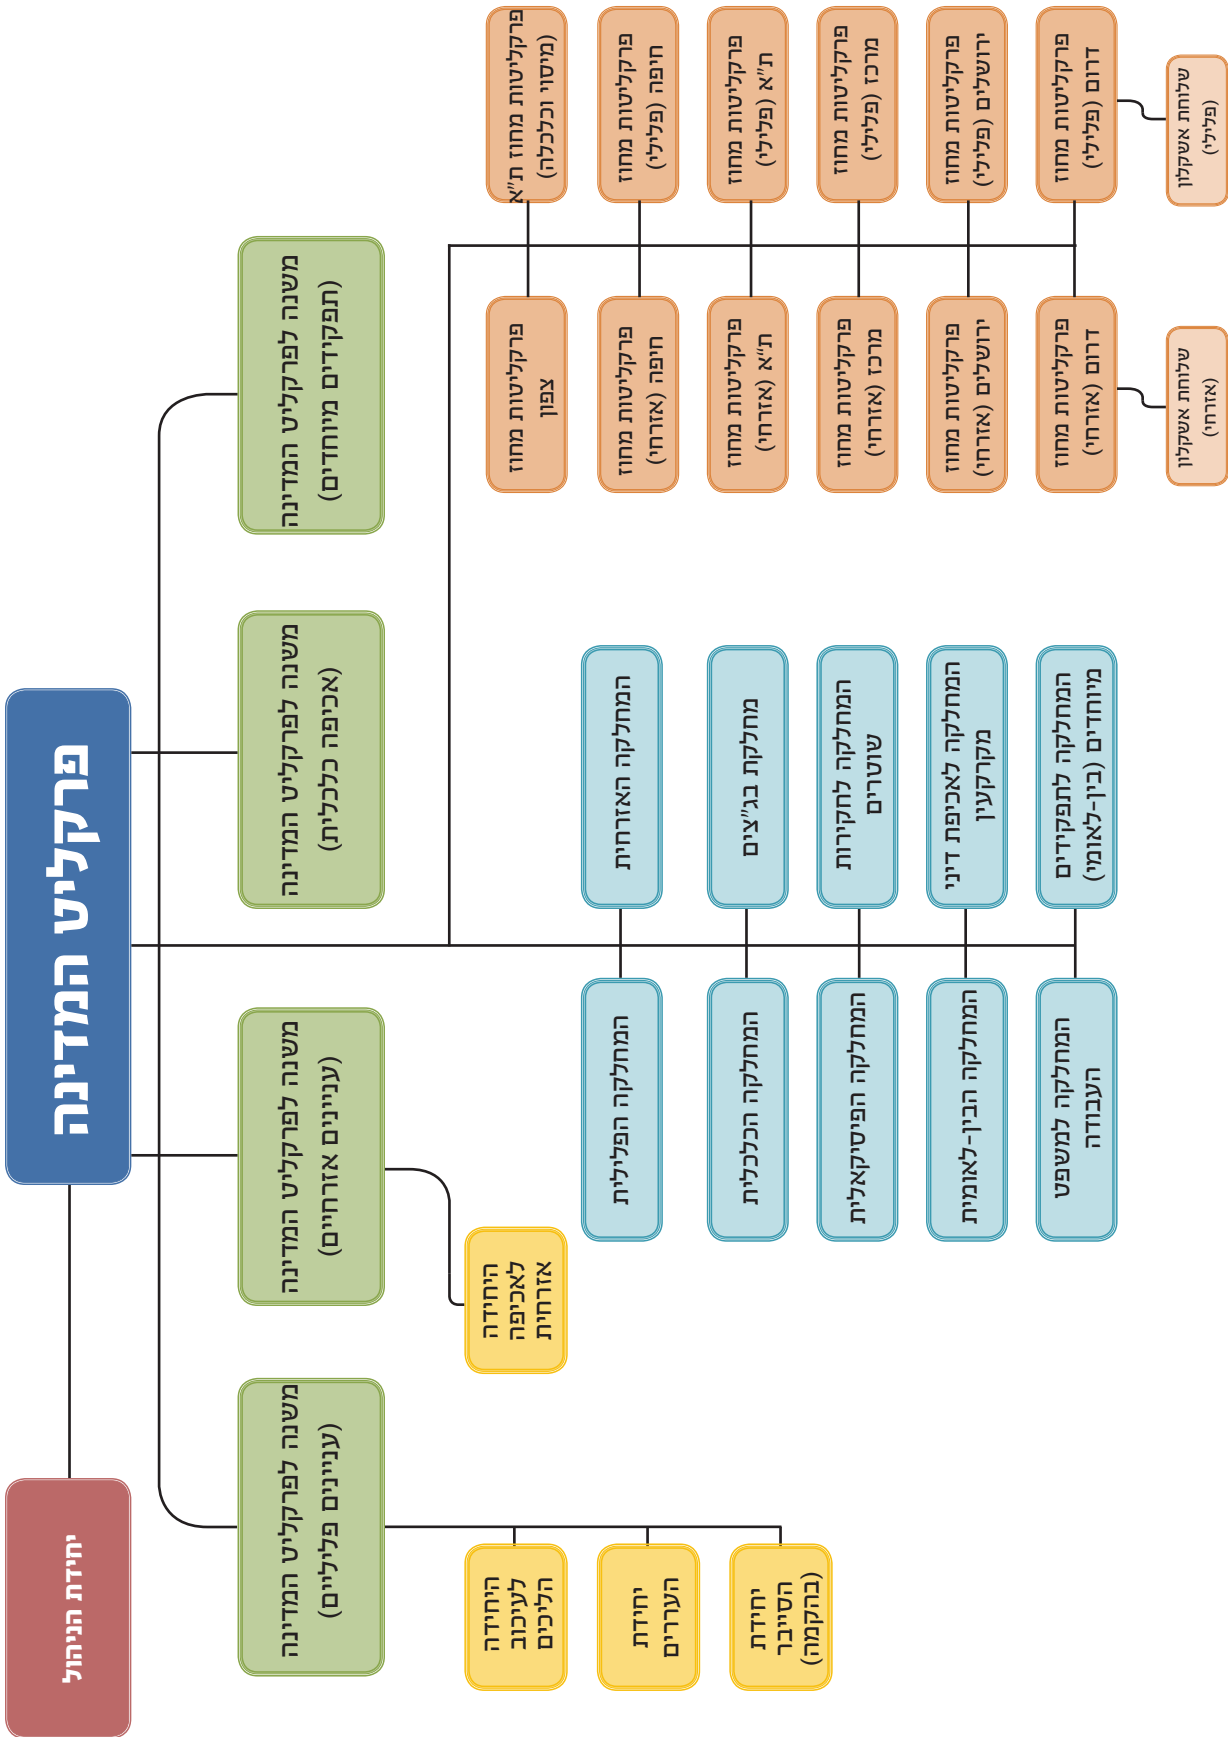 פרקליט המדינה
יחידת הניהול
משנה לפרקליט המדינה
(תפקידים מיוחדים)
משנה לפרקליט המדינה
(אכיפה כלכלית)
משנה לפרקליט המדינה
(עניינים אזרחיים)
משנה לפרקליט המדינה
(עניינים פליליים)
פרקליטות מחוז ת"א
(מיסוי וכלכלה)
פרקליטות מחוז
צפון
פרקליטות מחוז
חיפה (פלילי)
פרקליטות מחוז
חיפה (אזרחי)
פרקליטות מחוז
ת"א (פלילי)
פרקליטות מחוז
ת"א (אזרחי)
פרקליטות מחוז
מרכז (פלילי)
פרקליטות מחוז
מרכז (אזרחי)
פרקליטות מחוז
ירושלים (פלילי)
פרקליטות מחוז
ירושלים (אזרחי)
פרקליטות מחוז
דרום (פלילי)
פרקליטות מחוז
דרום (אזרחי)
שלוחת אשקלון
(פלילי)
שלוחת אשקלון
(אזרחי)
המחלקה האזרחית
המחלקה הפלילית
מחלקת בג"צים
המחלקה הכלכלית
המחלקה לחקירות
שוטרים
המחלקה הפיסיקאלית
המחלקה לאכיפת דיני
מקרקעין
המחלקה הבין-לאומית
המחלקה לתפקידים
מיוחדים (בין-לאומי)
המחלקה למשפט
העבודה
היחידה
לאכיפה
אזרחית
היחידה
לעיכוב
הליכים
יחידת
העררים
יחידת
הסייבר
(בהקמה)